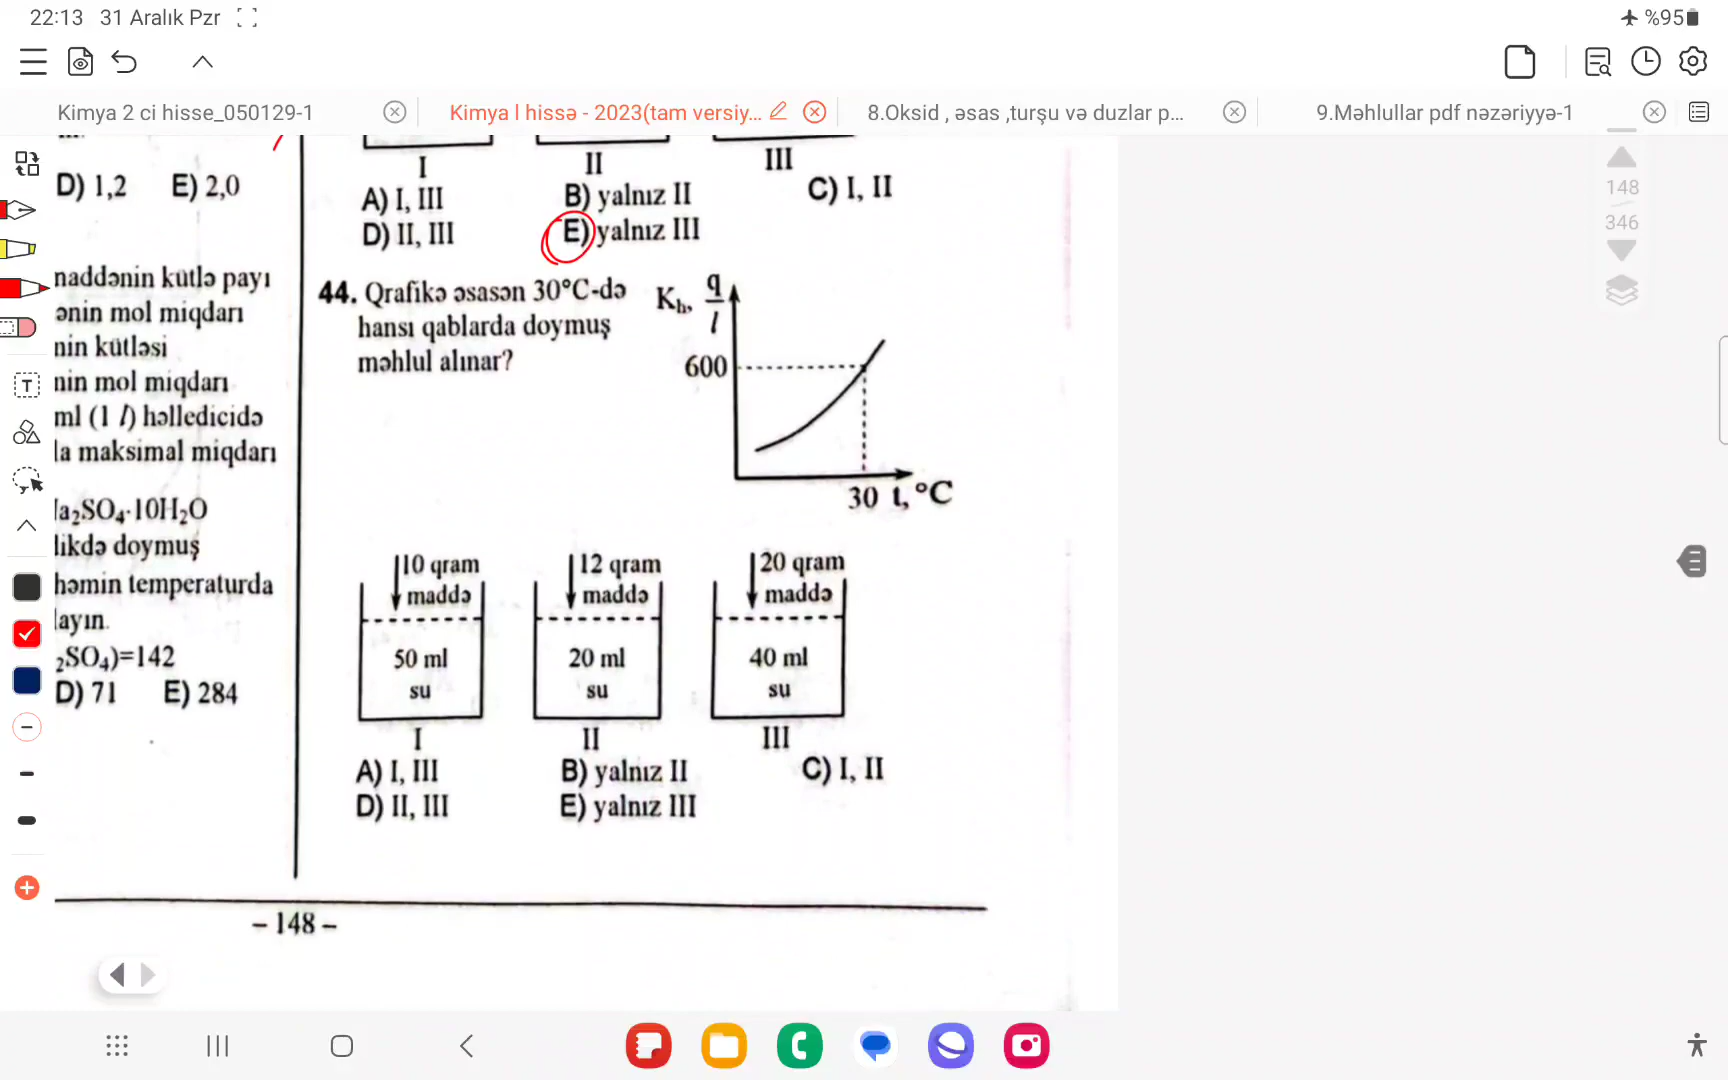 22:13 31 Aralık Pzr
%95
Kimya 2 ci hisse_050129-1
Kimya l hissə - 2023(tam versiy...
8.Oksid , əsas ,turşu və duzlar p...
9.Məhlullar pdf nəzəriyyə-1
148
346
D) 1,2 E) 2,0
naddənin kütlə payı
ənin mol miqdarı
nin kütləsi
nin mol miqdarı
ml (1 l) həlledicidə
la maksimal miqdarı
a₂SO₄·10H₂O
likdə doymuş
həmin temperaturda
layın.
₂SO₄)=142
D) 71 E) 284
I II III
A) I, III B) yalnız II C) I, II
D) II, III E) yalnız III
44. Qrafikə əsasən 30°C-də
hansı qablarda doymuş
məhlul alınar?
Kₕ, q/l
600
30 t, °C
10 qram
maddə
50 ml
su
I
12 qram
maddə
20 ml
su
II
20 qram
maddə
40 ml
su
III
A) I, III B) yalnız II C) I, II
D) II, III E) yalnız III
– 148 –